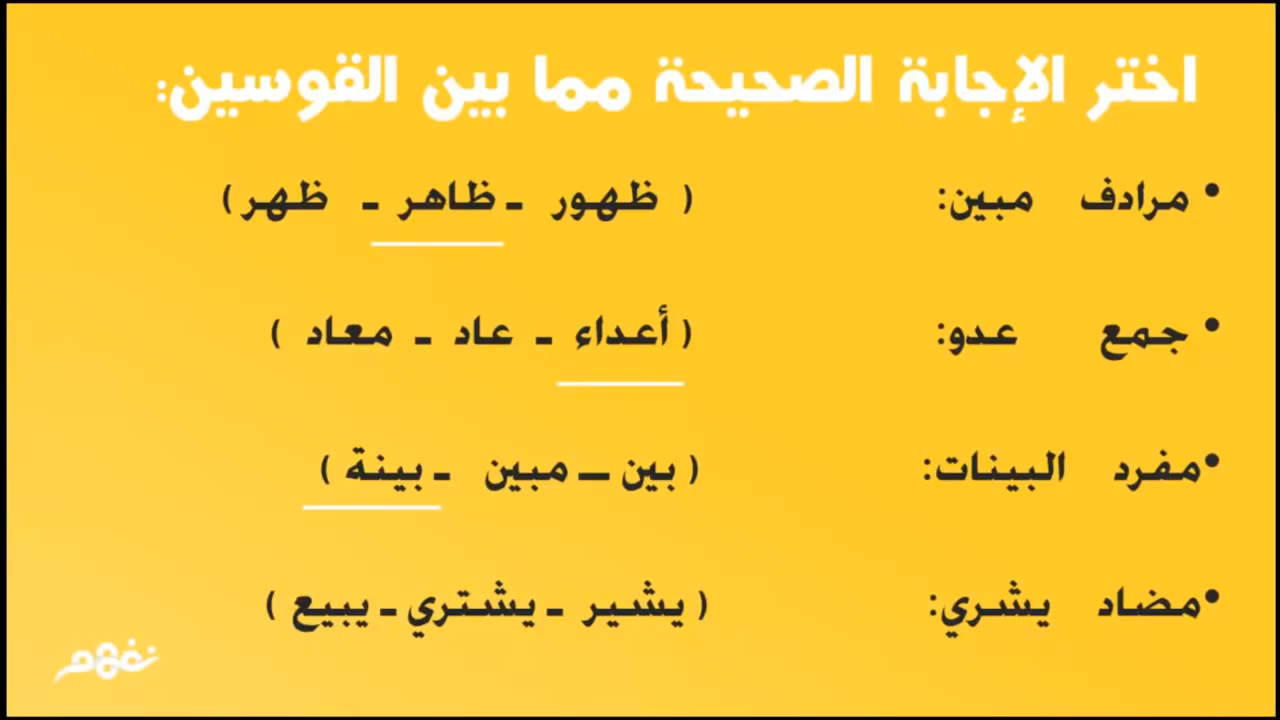 اختر الإجابة الصحيحة مما بين القوسين:
• مرادف مبين: ( ظهور - ظاهر - ظهر )
• جمع عدو: ( أعداء - عاد - معاد )
• مفرد البينات: ( بين – مبين - بينة )
• مضاد يشري: ( يشير - يشتري - يبيع )
نفهم